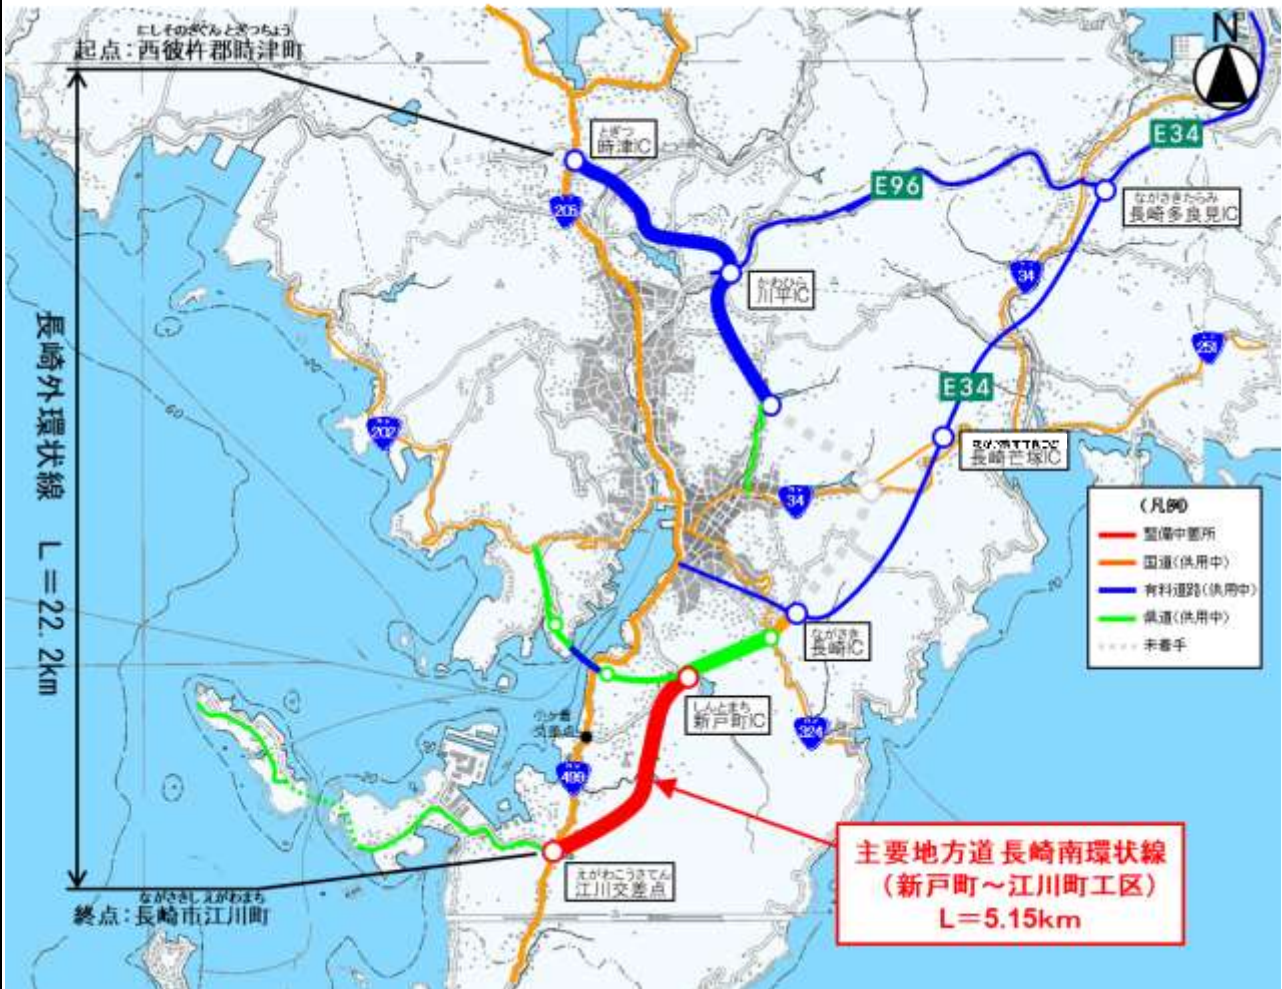 にしそのぎぐんとぎつちょう
起点：西彼杵郡時津町
N
とぎつ
時津IC
E34
E96
ながさきたらみ
長崎多良見IC
206
34
かわひら
川平IC
251
長崎外環状線 L=22.2km
E34
202
長崎芒塚IC
34
（凡例）
整備中箇所
国道(供用中)
有料道路(供用中)
県道(供用中)
未着手
ながさき
長崎IC
しんとまち
新戸町IC
324
交差点
499
主要地方道 長崎南環状線
（新戸町～江川町工区）
L=5.15km
えがわこうさてん
江川交差点
ながさきしえがわまち
終点：長崎市江川町